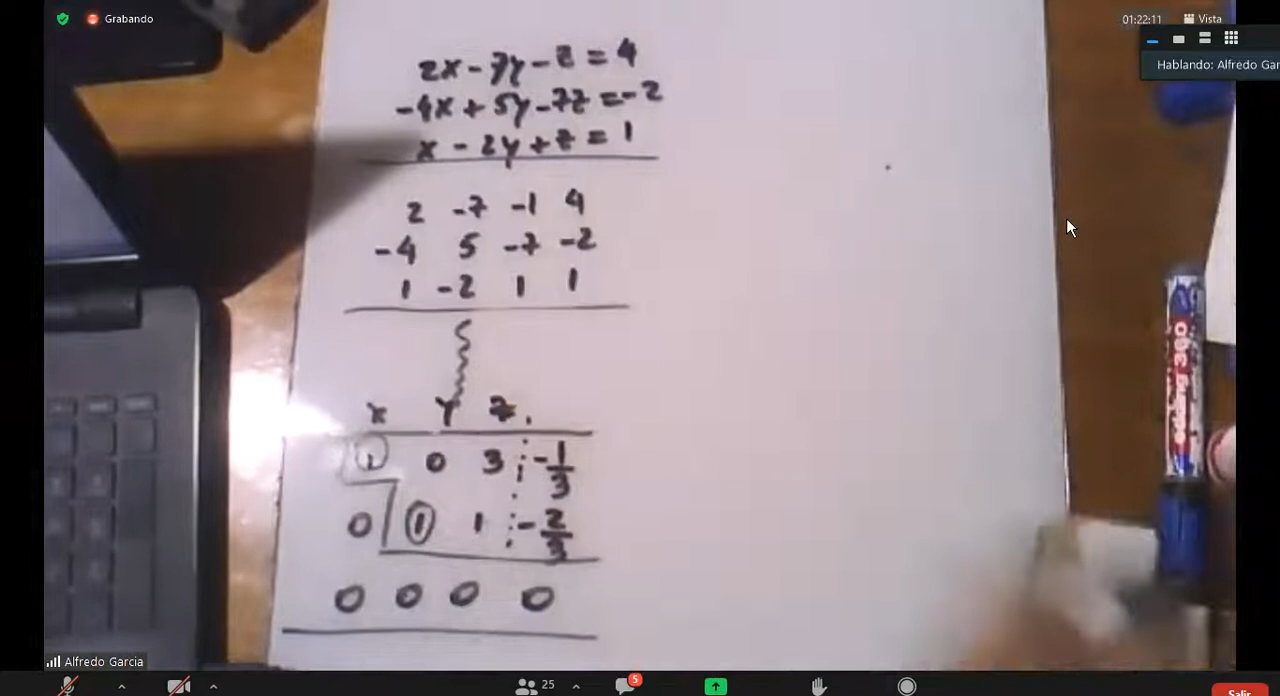 Grabando
01:22:11
Vista
Hablando: Alfredo Gar
2x - 7y - z = 4
-4x + 5y - 7z = -2
x - 2y + z = 1
2 -7 -1 4
-4 5 -7 -2
1 -2 1 1
x y z
1 0 3 -1/3
0 1 1 -2/3
0 0 0 0
edding 360
Alfredo Garcia
25
5
Salir